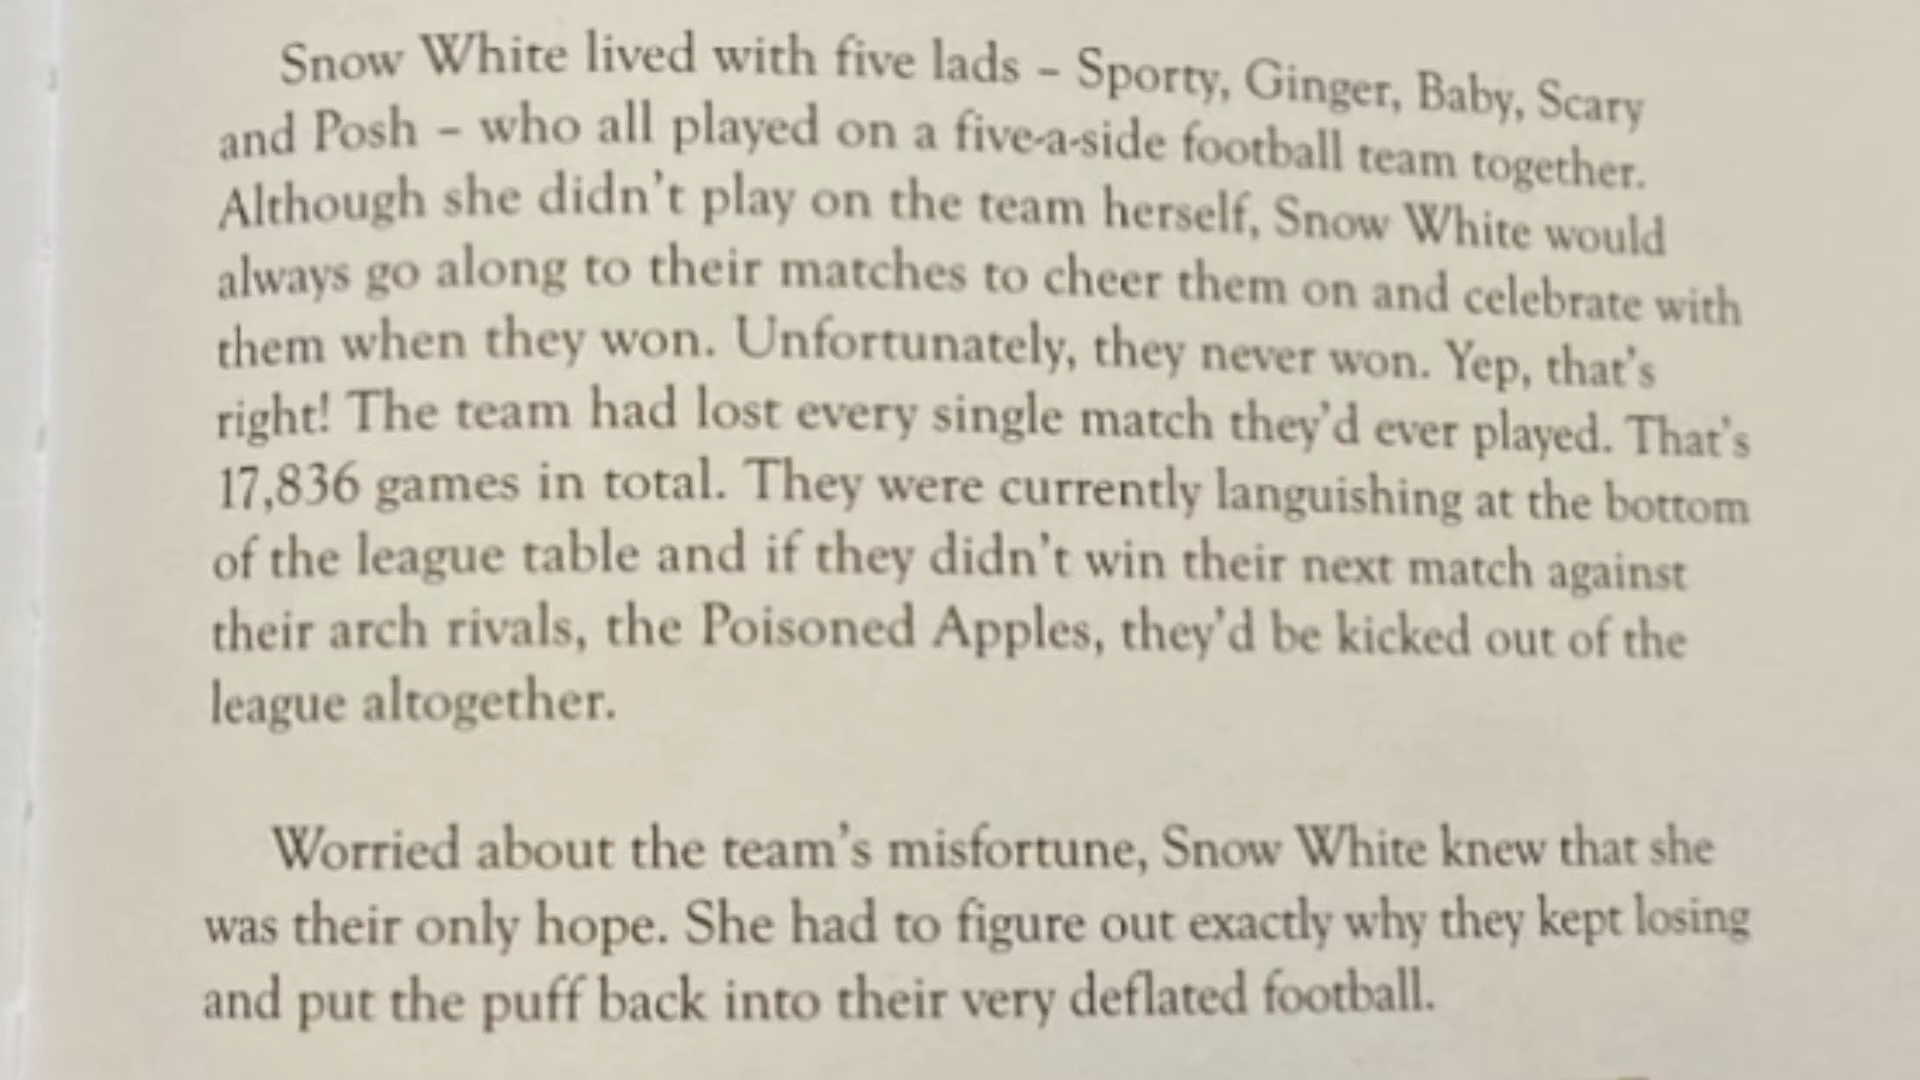 Snow White lived with five lads – Sporty, Ginger, Baby, Scary
and Posh – who all played on a five-a-side football team together.
Although she didn't play on the team herself, Snow White would
always go along to their matches to cheer them on and celebrate with
them when they won. Unfortunately, they never won. Yep, that's
right! The team had lost every single match they'd ever played. That's
17,836 games in total. They were currently languishing at the bottom
of the league table and if they didn't win their next match against
their arch rivals, the Poisoned Apples, they'd be kicked out of the
league altogether.
Worried about the team's misfortune, Snow White knew that she
was their only hope. She had to figure out exactly why they kept losing
and put the puff back into their very deflated football.